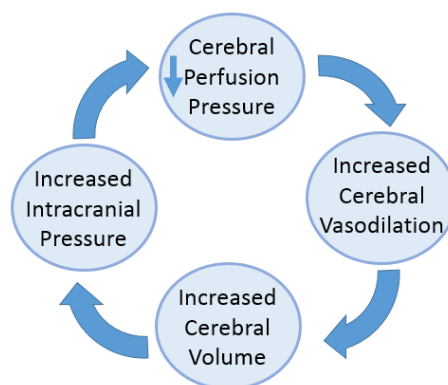 Cerebral
Perfusion
Pressure
Increased
Cerebral
Vasodilation
Increased
Cerebral
Volume
Increased
Intracranial
Pressure